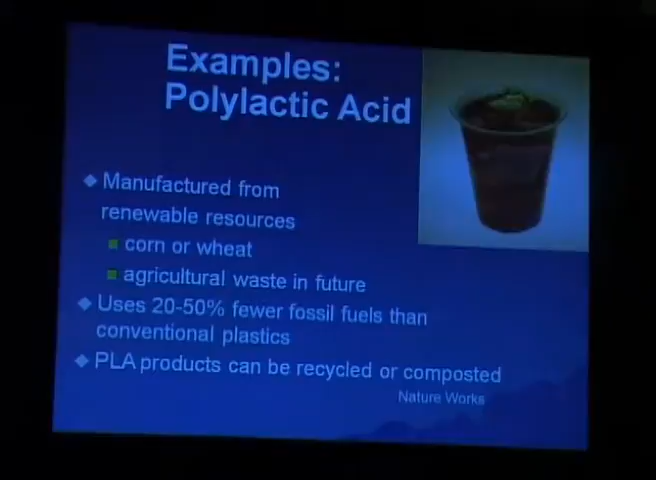 Examples:
Polylactic Acid
Manufactured from
renewable resources
corn or wheat
agricultural waste in future
Uses 20-50% fewer fossil fuels than
conventional plastics
PLA products can be recycled or composted
Nature Works